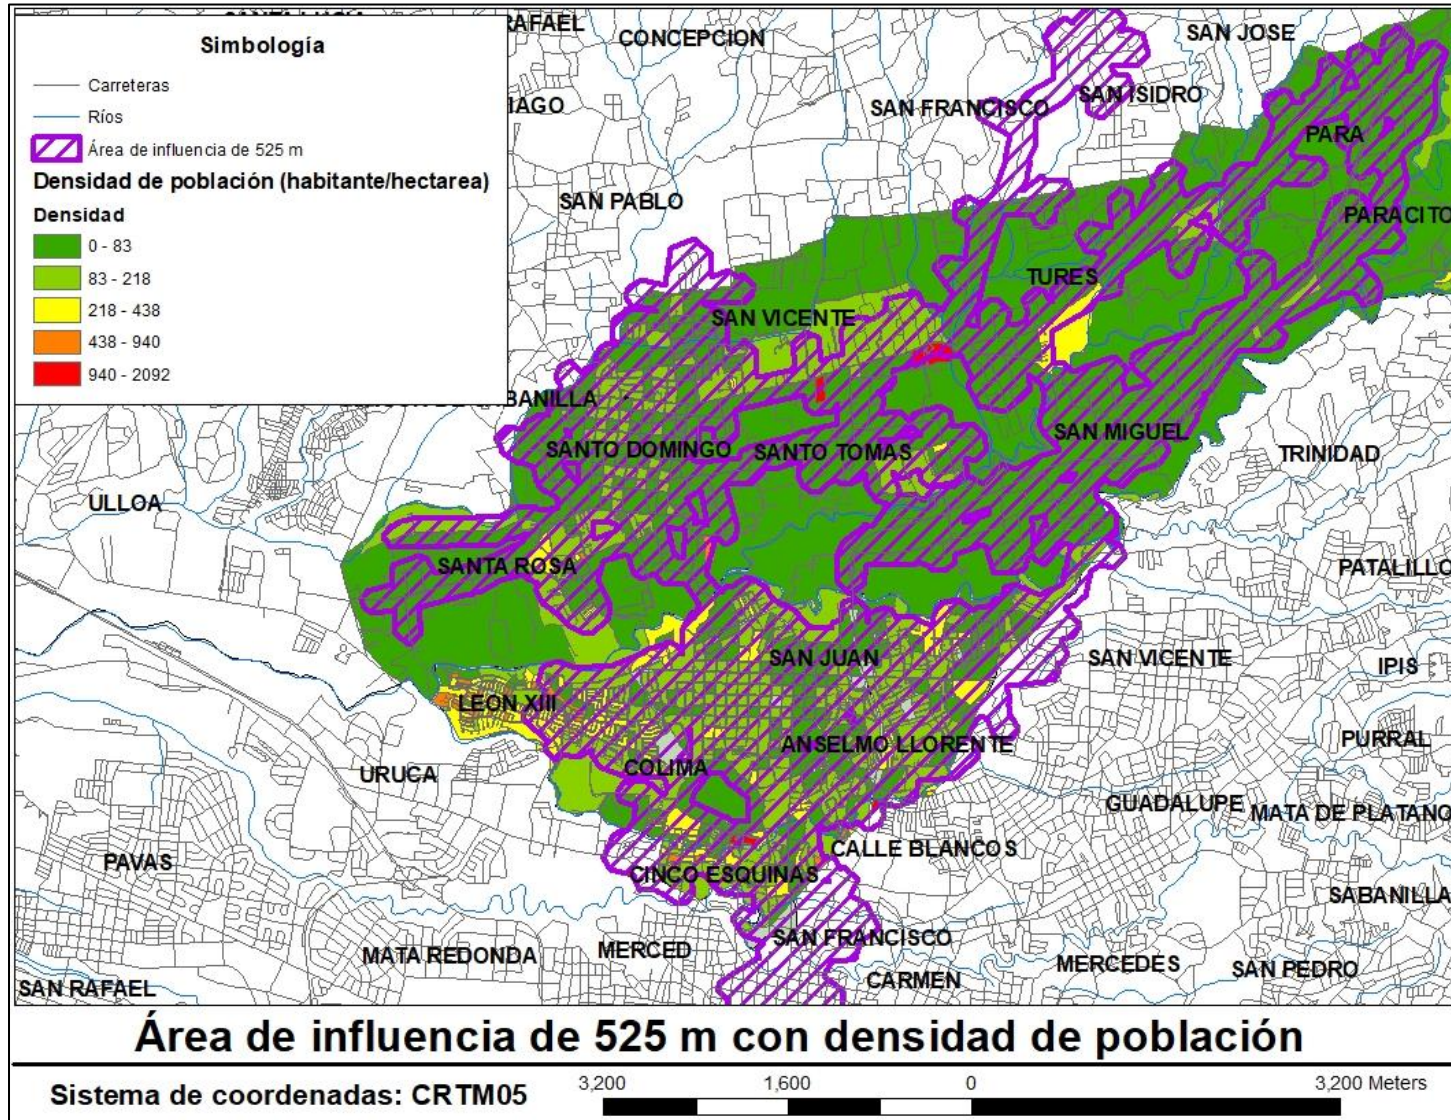 Simbología
Carreteras
Ríos
Área de influencia de 525 m
Densidad de población (habitante/hectarea)
Densidad
0 - 83
83 - 218
218 - 438
438 - 940
940 - 2092
RAFAEL
CONCEPCION
SAN JOSE
IAGO
SAN FRANCISCO
SAN ISIDRO
PARA
SAN PABLO
PARACITO
TURES
SAN VICENTE
BANILLA
SANTO DOMINGO
SANTO TOMAS
SAN MIGUEL
TRINIDAD
ULLOA
SANTA ROSA
PATALILLO
SAN JUAN
SAN VICENTE
IPIS
LEON XIII
ANSELMO LLORENTE
PURRAL
COLIMA
URUCA
GUADALUPE
MATA DE PLATANO
CALLE BLANCOS
PAVAS
CINCO ESQUINAS
SABANILLA
SAN FRANCISCO
MATA REDONDA
MERCED
MERCEDES
SAN PEDRO
CARMEN
SAN RAFAEL
Área de influencia de 525 m con densidad de población
Sistema de coordenadas: CRTM05
3,200 1,600 0 3,200 Meters